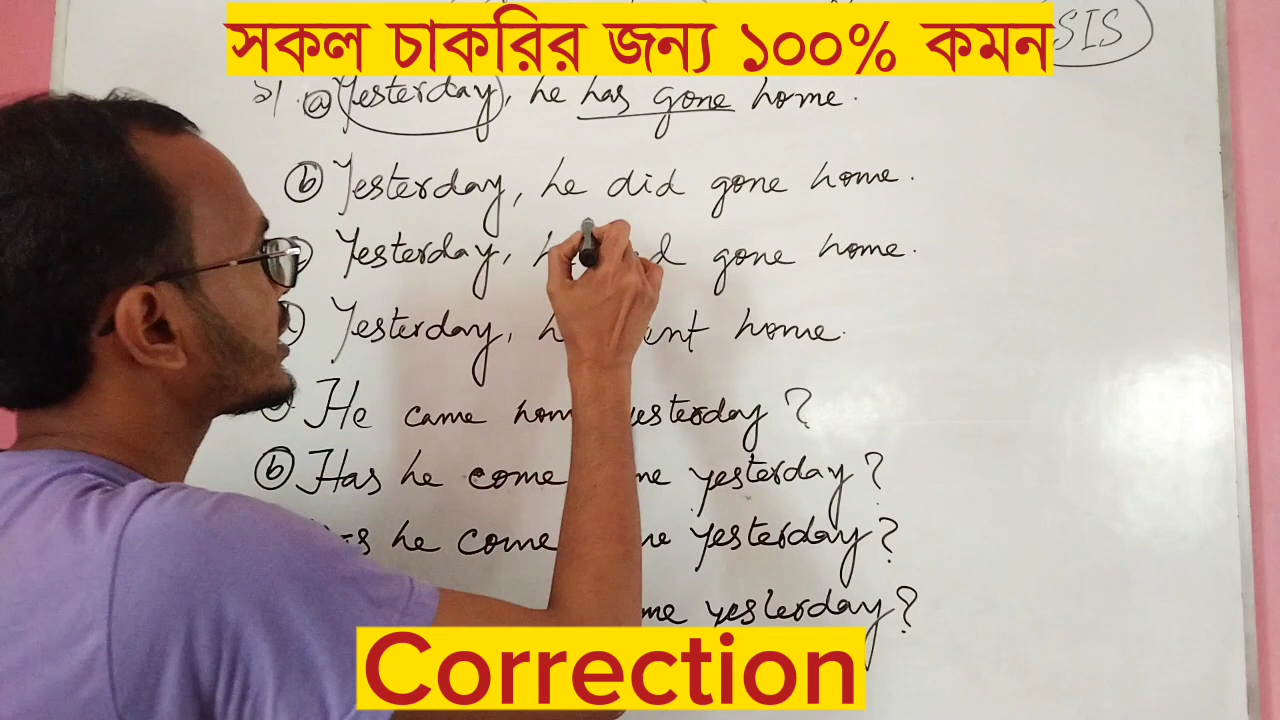 সকল চাকরির জন্য ১০০% কমন
SIS
১। ⓐ Yesterday, he has gone home.
ⓑ Yesterday, he did gone home.
Yesterday, gone home.
Yesterday, home.
He came yesterday?
ⓑ Has he come yesterday?
he come yesterday?
yesterday?
Correction